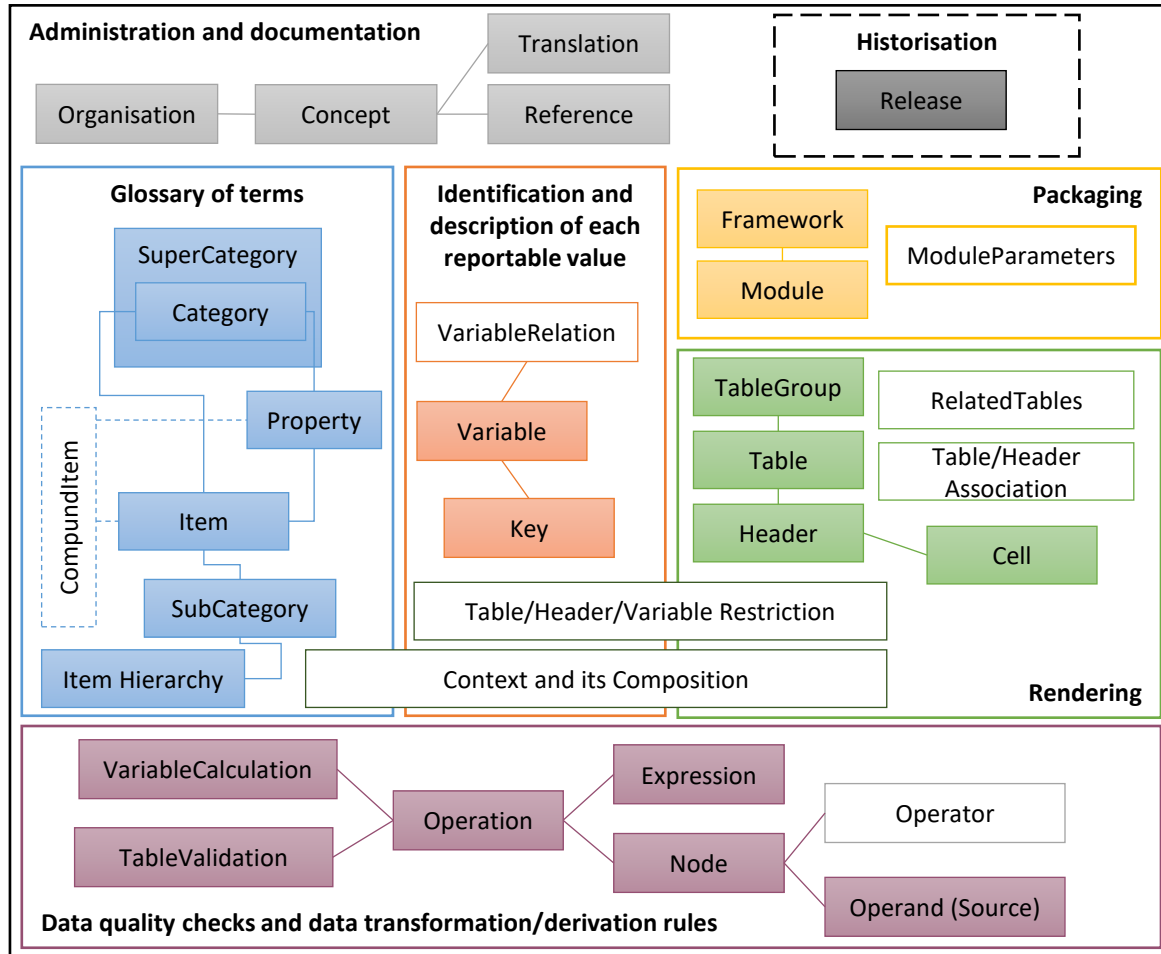 Administration and documentation
Translation
Historisation
Organisation
Concept
Reference
Release
Glossary of terms
SuperCategory
Category
Property
CompundItem
Item
SubCategory
Item Hierarchy
Identification and
description of each
reportable value
VariableRelation
Variable
Key
Packaging
Framework
ModuleParameters
Module
TableGroup
RelatedTables
Table
Table/Header
Association
Header
Cell
Table/Header/Variable Restriction
Context and its Composition
Rendering
VariableCalculation
Expression
Operation
Operator
TableValidation
Node
Operand (Source)
Data quality checks and data transformation/derivation rules